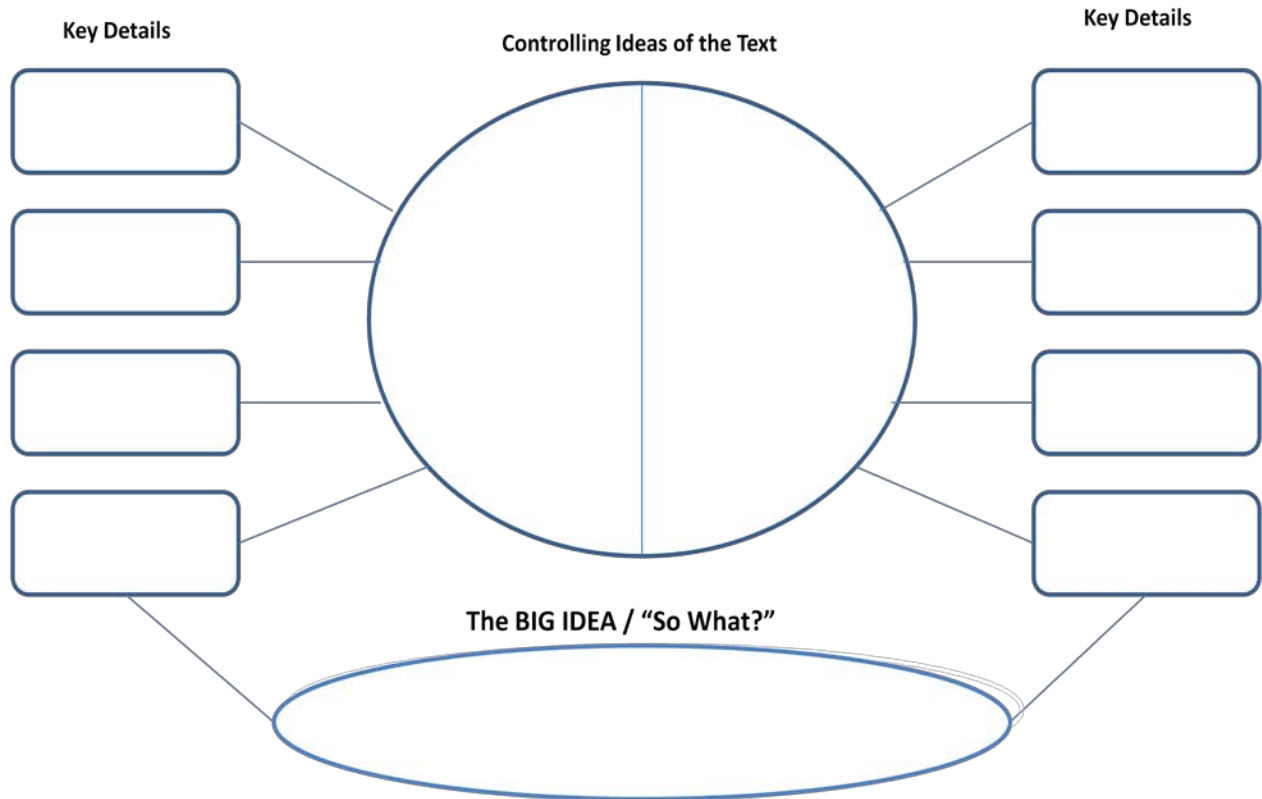 Key Details
Controlling Ideas of the Text
Key Details
The BIG IDEA / “So What?”